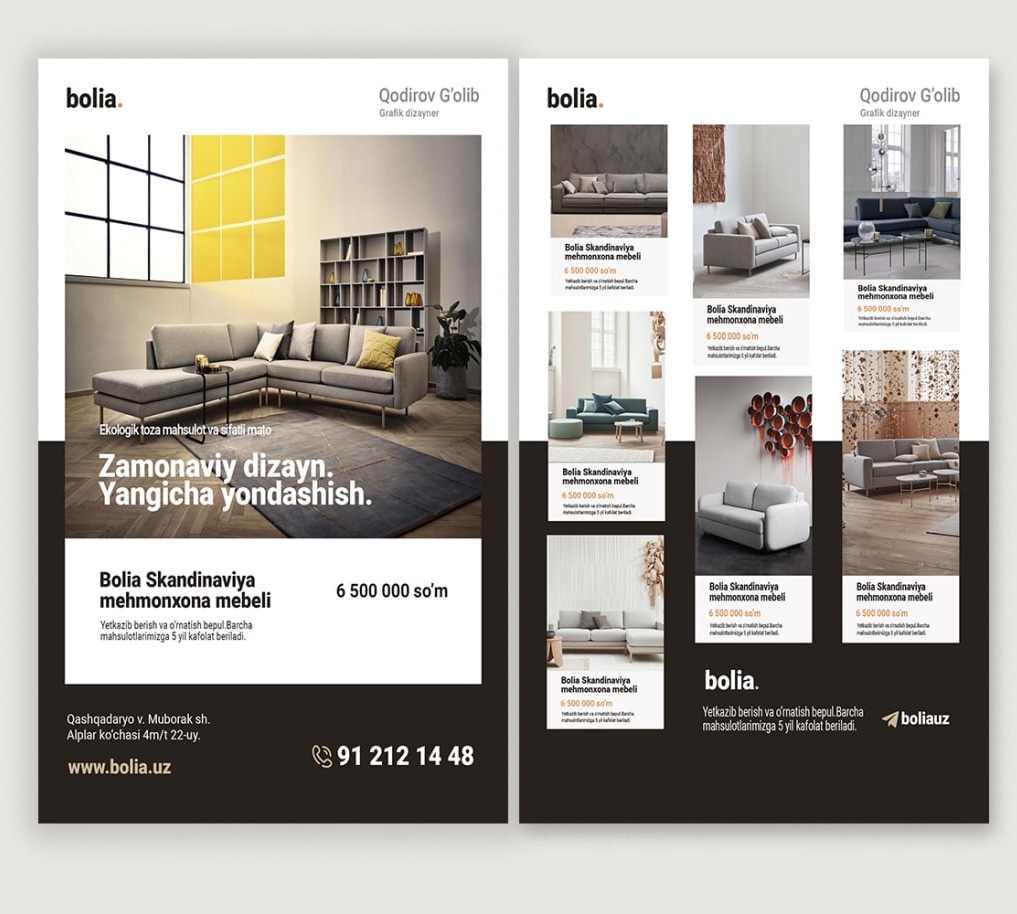 bolia.
Qodirov G’olib
Grafik dizayner
Ekologik toza mahsulot va sifatli mato
Zamonaviy dizayn.
Yangicha yondashish.
Bolia Skandinaviya
mehmonxona mebeli
6 500 000 so’m
Yetkazib berish va o’rnatish bepul.Barcha
mahsulotlarimizga 5 yil kafolat beriladi.
Qashqadaryo v. Muborak sh.
Alplar ko’chasi 4m/t 22-uy.
www.bolia.uz
91 212 14 48
bolia.
Qodirov G’olib
Grafik dizayner
Bolia Skandinaviya
mehmonxona mebeli
6 500 000 so’m
Yetkazib berish va o’rnatish bepul.Barcha
mahsulotlarimizga 5 yil kafolat beriladi.
Bolia Skandinaviya
mehmonxona mebeli
6 500 000 so’m
Yetkazib berish va o’rnatish bepul.Barcha
mahsulotlarimizga 5 yil kafolat beriladi.
Bolia Skandinaviya
mehmonxona mebeli
6 500 000 so’m
Yetkazib berish va o’rnatish bepul.Barcha
mahsulotlarimizga 5 yil kafolat beriladi.
Bolia Skandinaviya
mehmonxona mebeli
6 500 000 so’m
Yetkazib berish va o’rnatish bepul.Barcha
mahsulotlarimizga 5 yil kafolat beriladi.
Bolia Skandinaviya
mehmonxona mebeli
6 500 000 so’m
Yetkazib berish va o’rnatish bepul.Barcha
mahsulotlarimizga 5 yil kafolat beriladi.
Bolia Skandinaviya
mehmonxona mebeli
6 500 000 so’m
Yetkazib berish va o’rnatish bepul.Barcha
mahsulotlarimizga 5 yil kafolat beriladi.
Bolia Skandinaviya
mehmonxona mebeli
6 500 000 so’m
Yetkazib berish va o’rnatish bepul.Barcha
mahsulotlarimizga 5 yil kafolat beriladi.
bolia.
Yetkazib berish va o’rnatish bepul.Barcha
mahsulotlarimizga 5 yil kafolat beriladi.
boliauz